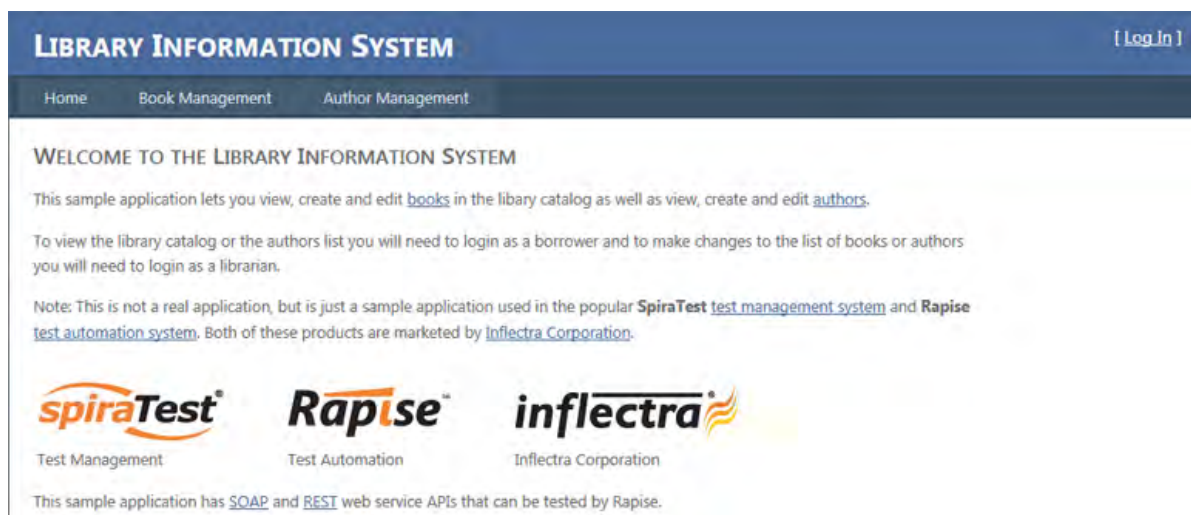 LIBRARY INFORMATION SYSTEM
[ Log In ]
Home Book Management Author Management
WELCOME TO THE LIBRARY INFORMATION SYSTEM
This sample application lets you view, create and edit books in the libary catalog as well as view, create and edit authors.
To view the library catalog or the authors list you will need to login as a borrower and to make changes to the list of books or authors
you will need to login as a librarian.
Note: This is not a real application, but is just a sample application used in the popular SpiraTest test management system and Rapise
test automation system. Both of these products are marketed by Inflectra Corporation.
spiraTest® Rapise™ inflectra®
Test Management Test Automation Inflectra Corporation
This sample application has SOAP and REST web service APIs that can be tested by Rapise.